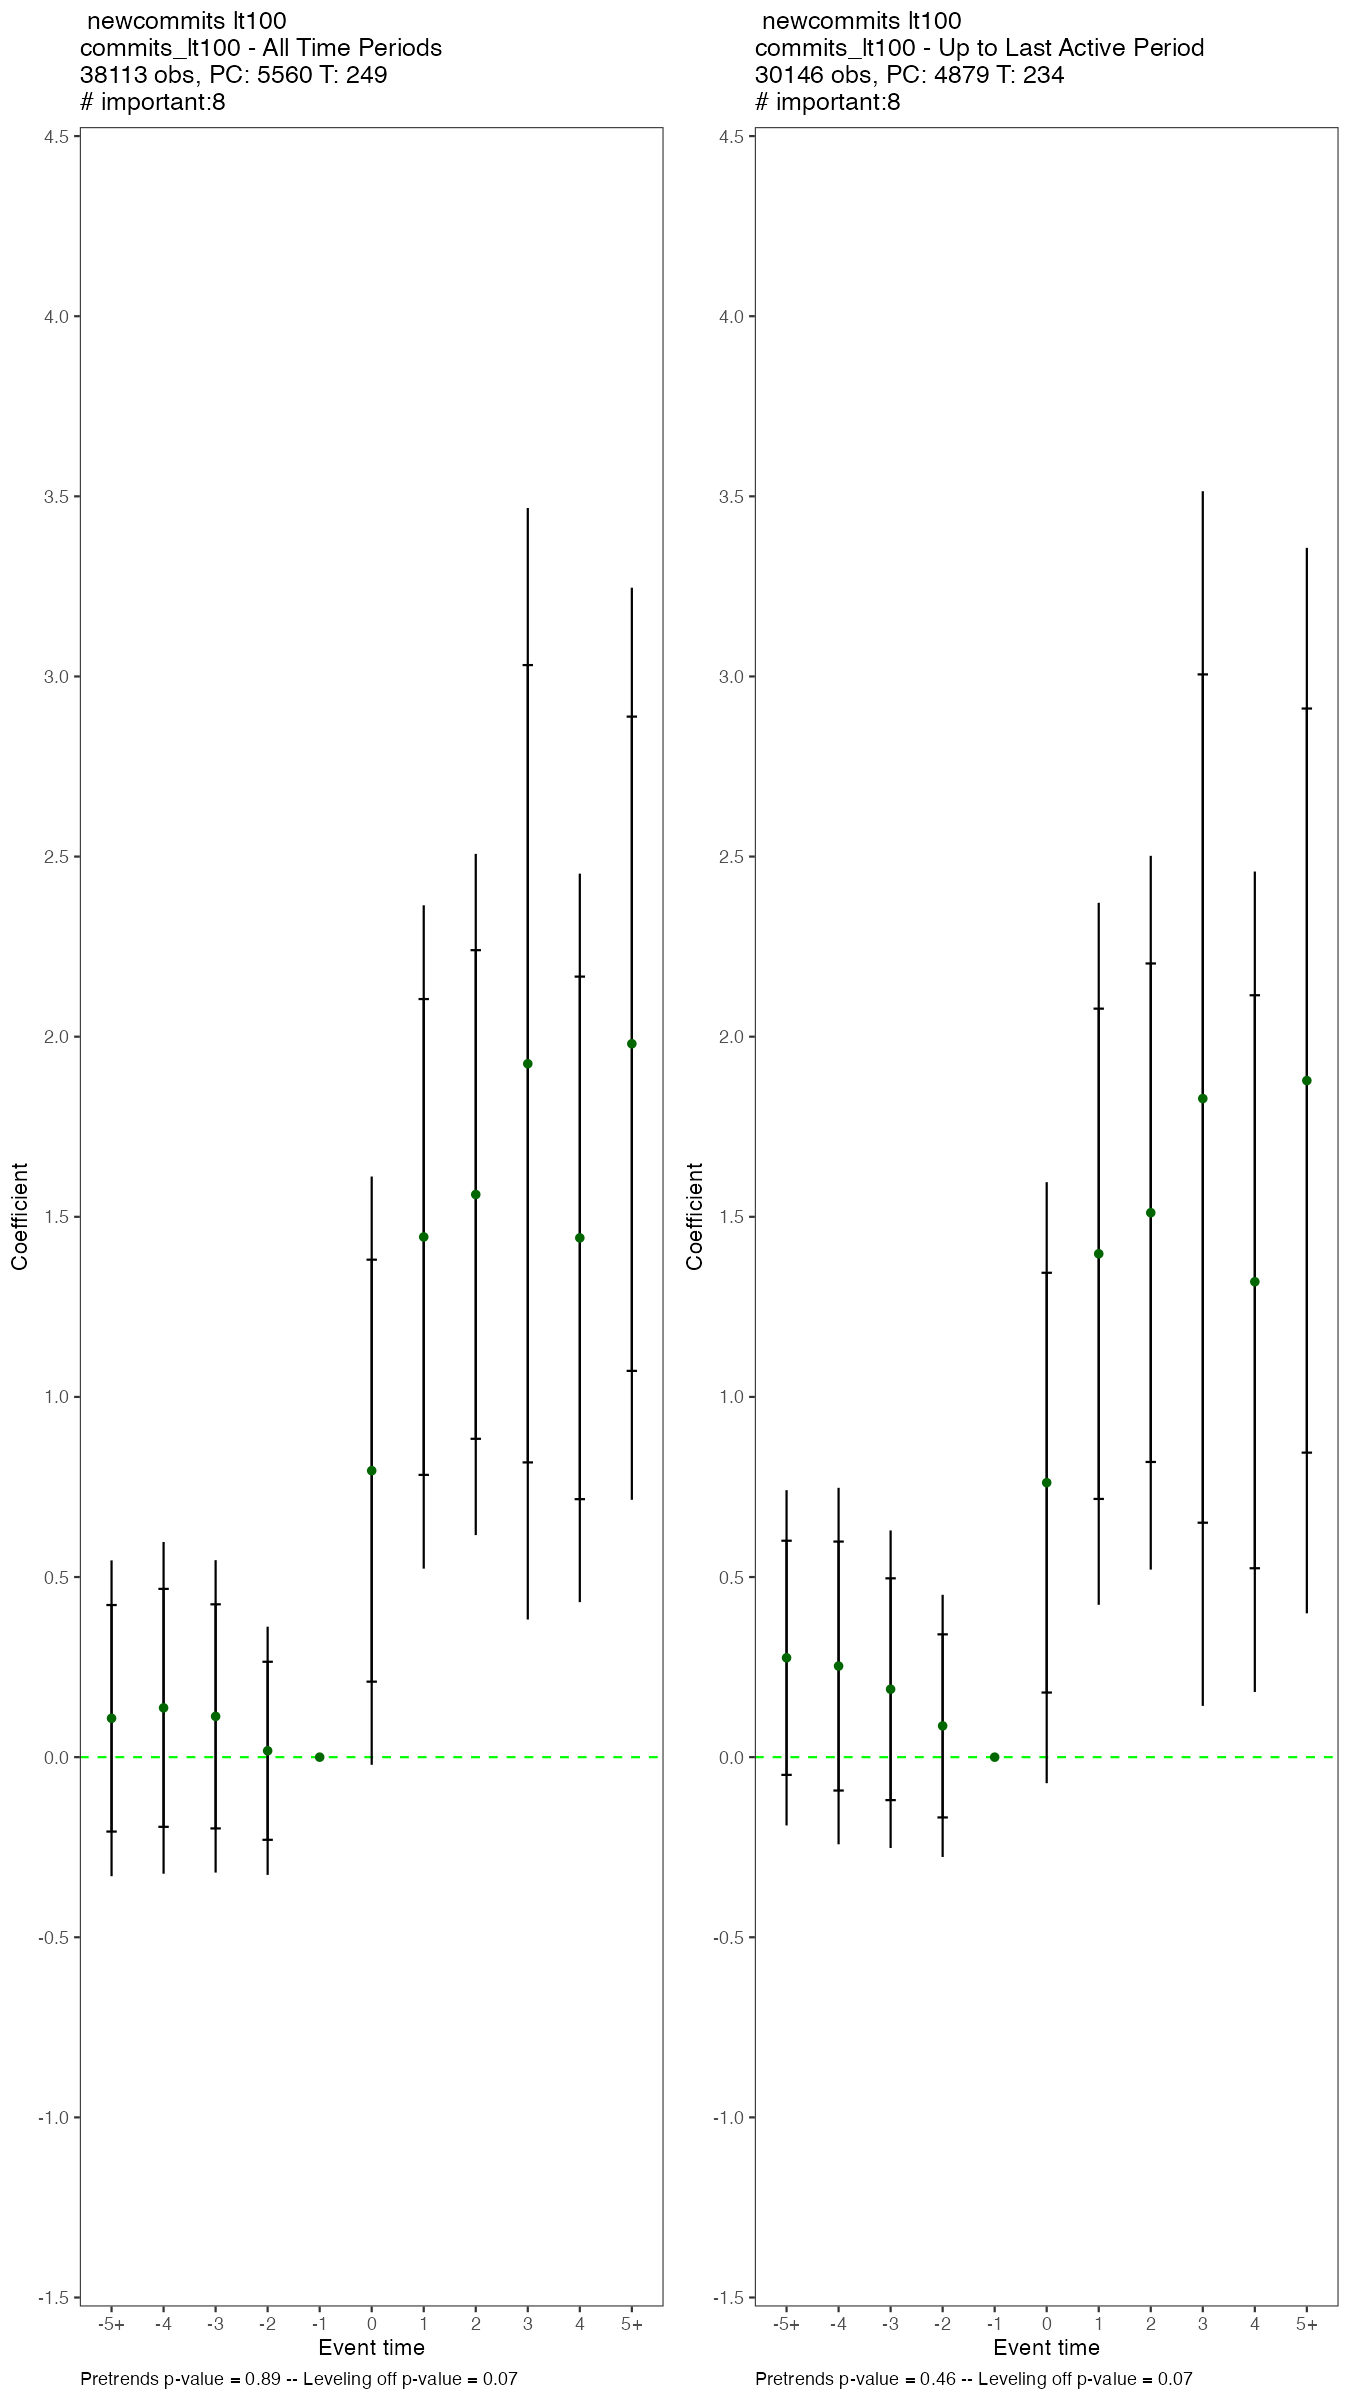 newcommits lt100
commits_lt100 - All Time Periods
38113 obs, PC: 5560 T: 249
# important:8
4.5
4.0
3.5
3.0
2.5
2.0
1.5
1.0
0.5
0.0
-0.5
-1.0
-1.5
Coefficient
-5+ -4 -3 -2 -1 0 1 2 3 4 5+
Event time
Pretrends p-value = 0.89 -- Leveling off p-value = 0.07
newcommits lt100
commits_lt100 - Up to Last Active Period
30146 obs, PC: 4879 T: 234
# important:8
4.5
4.0
3.5
3.0
2.5
2.0
1.5
1.0
0.5
0.0
-0.5
-1.0
-1.5
Coefficient
-5+ -4 -3 -2 -1 0 1 2 3 4 5+
Event time
Pretrends p-value = 0.46 -- Leveling off p-value = 0.07